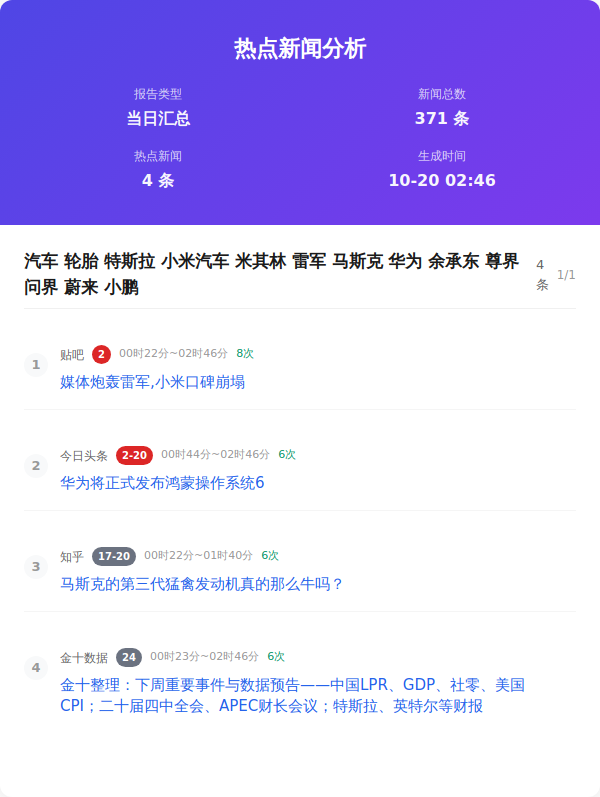 热点新闻分析
报告类型
新闻总数
当日汇总
371 条
热点新闻
生成时间
4 条
10-20 02:46
汽车 轮胎 特斯拉 小米汽车 米其林 雷军 马斯克 华为 余承东 尊界
问界 蔚来 小鹏
4
条
1/1
1
贴吧 2 00时22分~02时46分 8次
媒体炮轰雷军,小米口碑崩塌
2
今日头条 2-20 00时44分~02时46分 6次
华为将正式发布鸿蒙操作系统6
3
知乎 17-20 00时22分~01时40分 6次
马斯克的第三代猛禽发动机真的那么牛吗？
4
金十数据 24 00时23分~02时46分 6次
金十整理：下周重要事件与数据预告——中国LPR、GDP、社零、美国
CPI；二十届四中全会、APEC财长会议；特斯拉、英特尔等财报